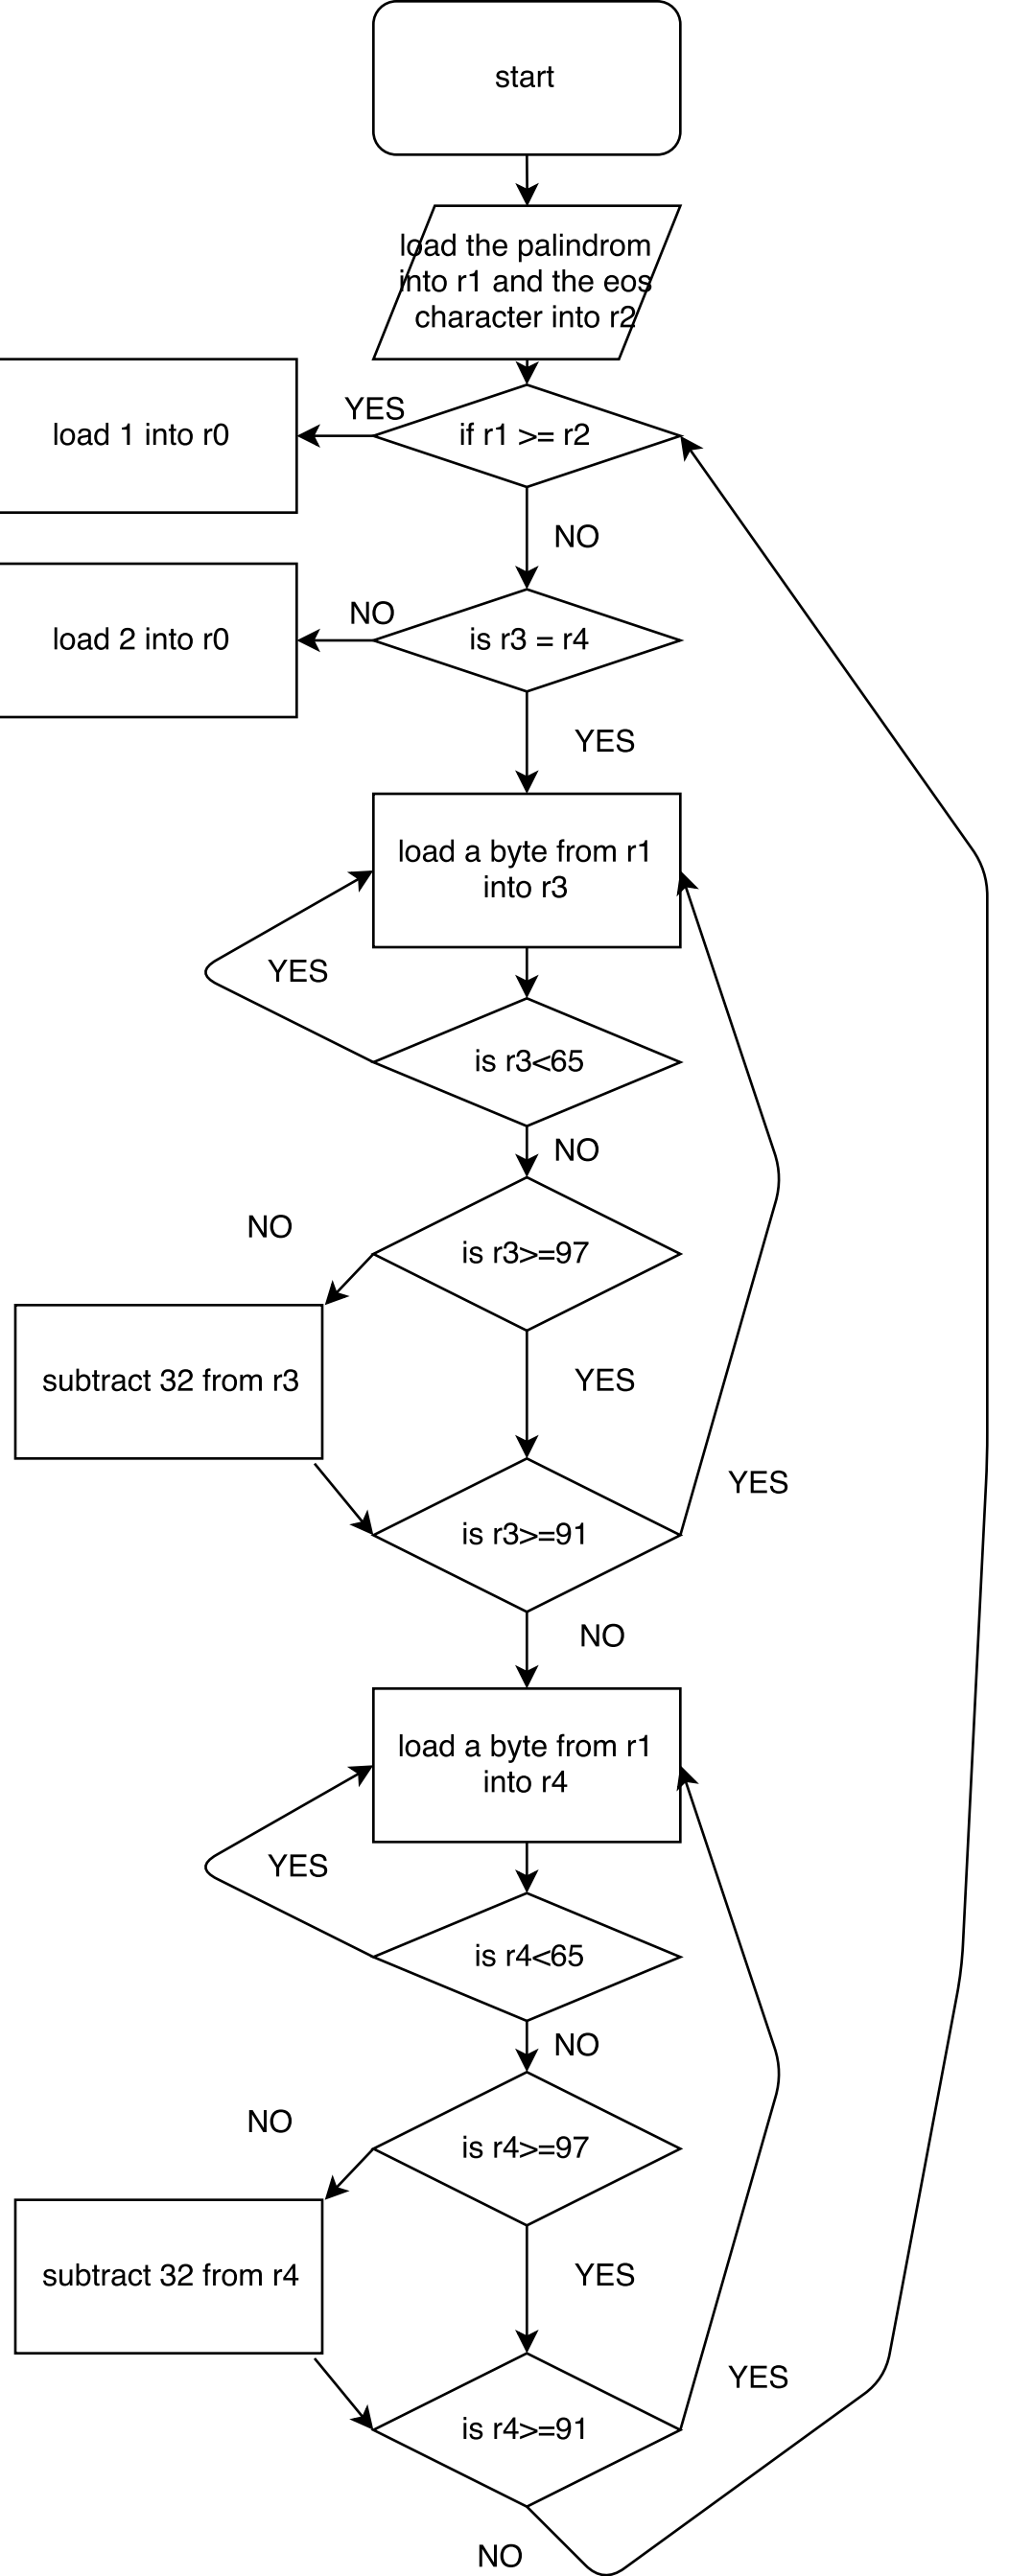 start
load the palindrom
into r1 and the eos
character into r2
YES
load 1 into r0
if r1 >= r2
NO
NO
load 2 into r0
is r3 = r4
YES
load a byte from r1
into r3
YES
is r3<65
NO
NO
is r3>=97
subtract 32 from r3
YES
YES
is r3>=91
NO
load a byte from r1
into r4
YES
is r4<65
NO
NO
is r4>=97
subtract 32 from r4
YES
YES
is r4>=91
NO